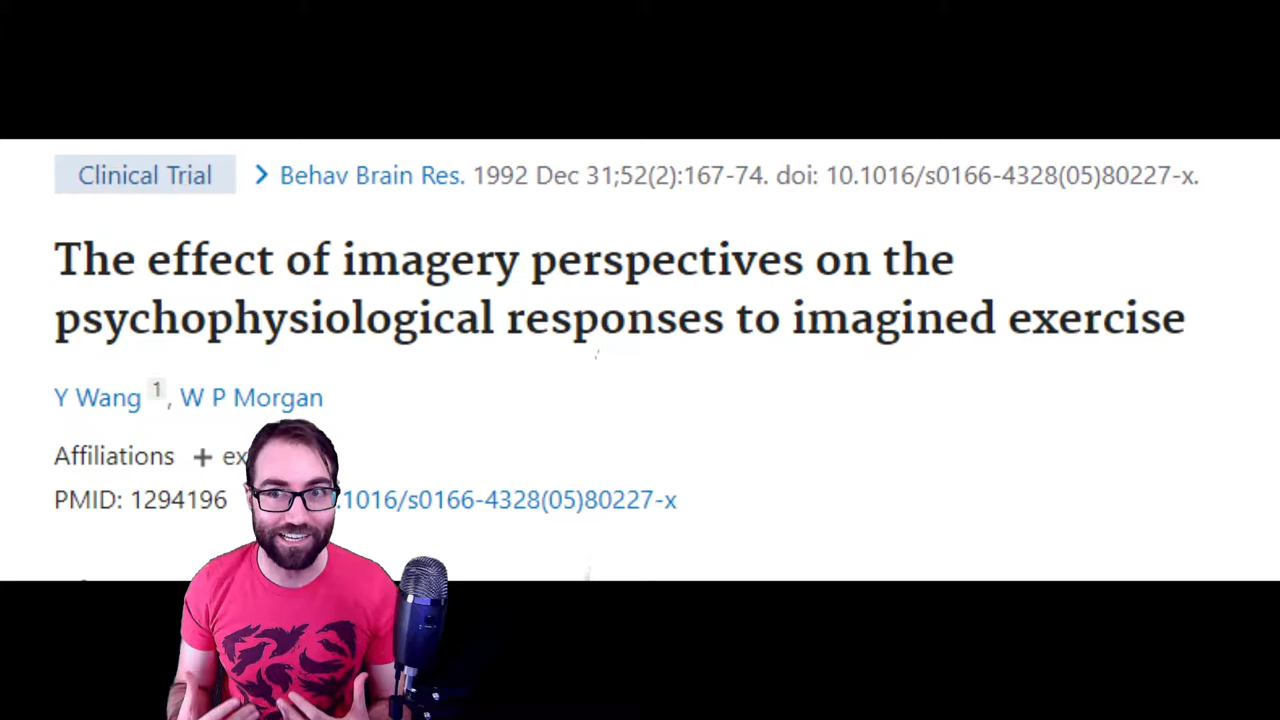 Clinical Trial > Behav Brain Res. 1992 Dec 31;52(2):167-74. doi: 10.1016/s0166-4328(05)80227-x.
The effect of imagery perspectives on the
psychophysiological responses to imagined exercise
Y Wang 1, W P Morgan
Affiliations + ex
PMID: 1294196 .1016/s0166-4328(05)80227-x